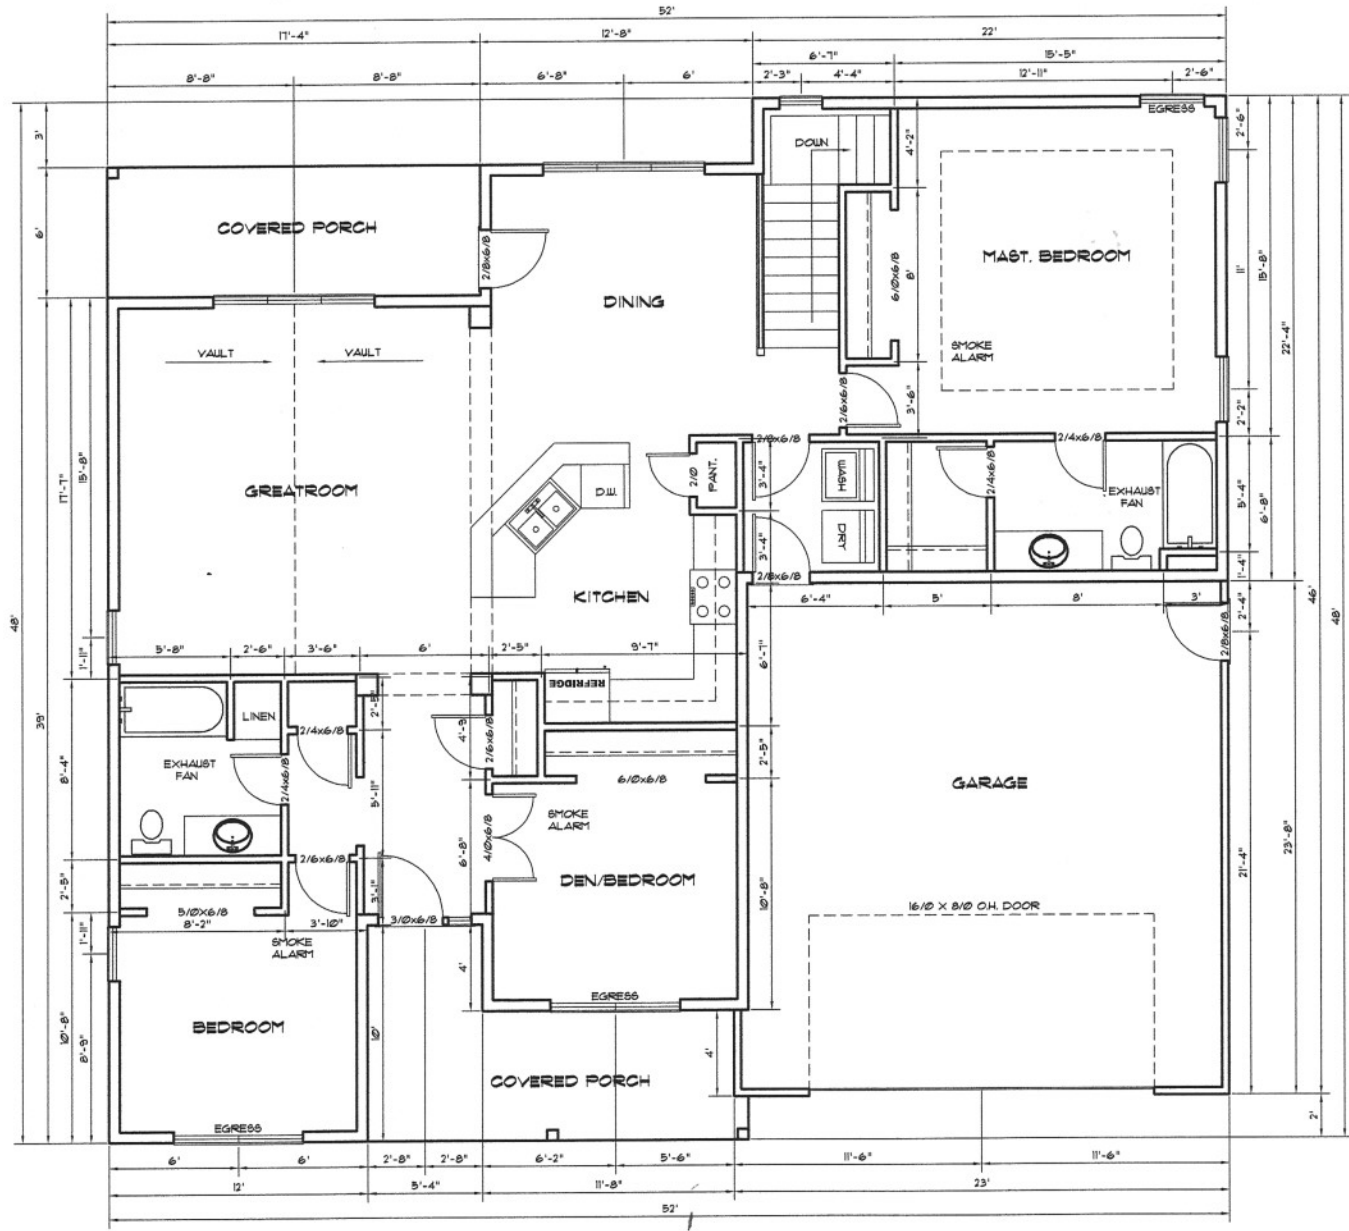 52'
17'-4"
12'-8"
22'
6'-7"
15'-5"
8'-8"
8'-8"
6'-8"
6'
2'-3"
4'-4"
12'-11"
2'-6"
EGRESS
3'
DOWN
4'-2"
2'-6"
6'
COVERED PORCH
2/8x6/8
MAST. BEDROOM
6/0x6/8
8'
11'
15'-8"
DINING
VAULT
VAULT
SMOKE
ALARM
22'-4"
2/6x6/8
3'-6"
2'-2"
2/8x6/8
2/4x6/8
17'-7"
15'-8"
GREATROOM
D.W.
2/0
PANT.
3'-4"
WASH
2/4x6/8
EXHAUST
FAN
5'-4"
6'-8"
3'-4"
DRY
1'-4"
2/8x6/8
KITCHEN
6'-4"
5'
8'
3'
2'-4"
46'
48'
48'
2/8x6/8
1'-11"
5'-8"
2'-6"
3'-6"
6'
2'-5"
9'-7"
6'-7"
REFRIDGE
39'
LINEN
2'-5"
2/4x6/8
4'-9"
2/6x6/8
2'-5"
8'-4"
EXHAUST
FAN
2/4x6/8
5'-11"
6/0x6/8
GARAGE
SMOKE
ALARM
6'-8"
4/0x6/8
2/6x6/8
DEN/BEDROOM
23'-8"
21'-4"
2'-5"
3'-1"
10'-8"
5/0x6/8
8'-2"
3'-10"
3/0x6/8
16/0 X 8/0 O.H. DOOR
1'-11"
SMOKE
ALARM
4'
EGRESS
BEDROOM
10'
10'-8"
8'-9"
4'
COVERED PORCH
EGRESS
2'
6'
6'
2'-8"
2'-8"
6'-2"
5'-6"
11'-6"
11'-6"
12'
5'-4"
11'-8"
23'
52'